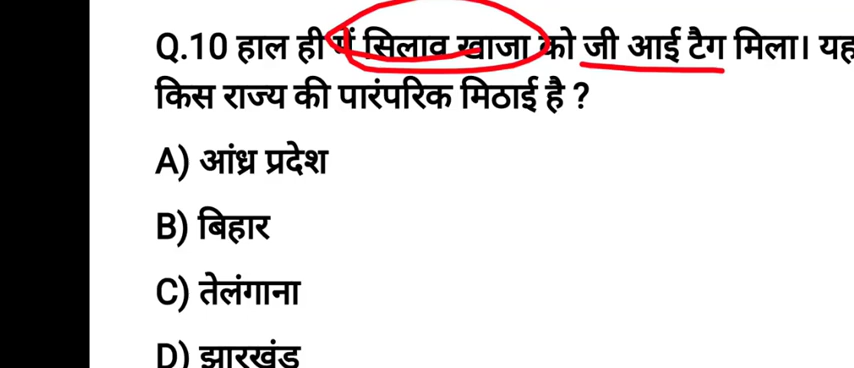 Q.10 हाल ही में सिलाव खाजा को जी आई टैग मिला। यह
किस राज्य की पारंपरिक मिठाई है ?
A) आंध्र प्रदेश
B) बिहार
C) तेलंगाना
D) झारखंड